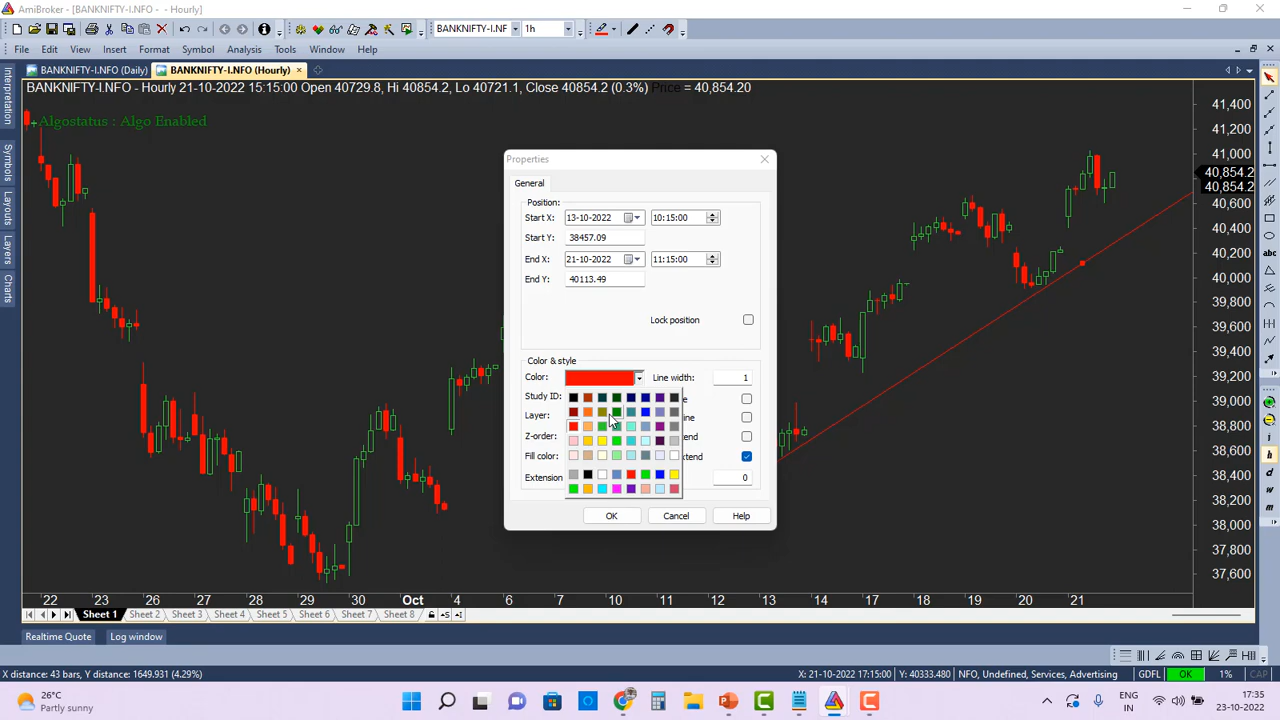 AmiBroker - [BANKNIFTY-I.NFO - Hourly]
BANKNIFTY-I.NF 1h
File Edit View Insert Format Symbol Analysis Tools Window Help
BANKNIFTY-I.NFO (Daily) BANKNIFTY-I.NFO (Hourly)
BANKNIFTY-I.NFO - Hourly 21-10-2022 15:15:00 Open 40729.8, Hi 40854.2, Lo 40721.1, Close 40854.2 (0.3%) Price = 40,854.20
Algostatus : Algo Enabled
Interpretation
Symbols
Layout
Layers
Charts
Properties
General
Position:
Start X: 13-10-2022 10:15:00
Start Y: 38457.09
End X: 21-10-2022 11:15:00
End Y: 40113.49
Lock position
Color & style
Color: Line width: 1
Study ID:
Layer:
Z-order:
Fill color:
Extension 0
OK Cancel Help
41,400
41,200
41,000
40,854.2
40,854.2
40,600
40,400
40,200
40,000
39,800
39,600
39,400
39,200
39,000
38,800
38,600
38,400
38,200
38,000
37,800
37,600
22 23 26 27 28 29 30 Oct 4 6 7 10 11 12 13 14 17 18 19 20 21
Sheet 1 Sheet 2 Sheet 3 Sheet 4 Sheet 5 Sheet 6 Sheet 7 Sheet 8
Realtime Quote Log window
X distance: 43 bars, Y distance: 1649.931 (4.29%) X: 21-10-2022 17:15:00 Y: 40333.480 NFO, Undefined, Services, Advertising GDFL OK 1% CAP
abc
h
d
w
m
26°C
Partly sunny
ENG
IN
17:35
23-10-2022